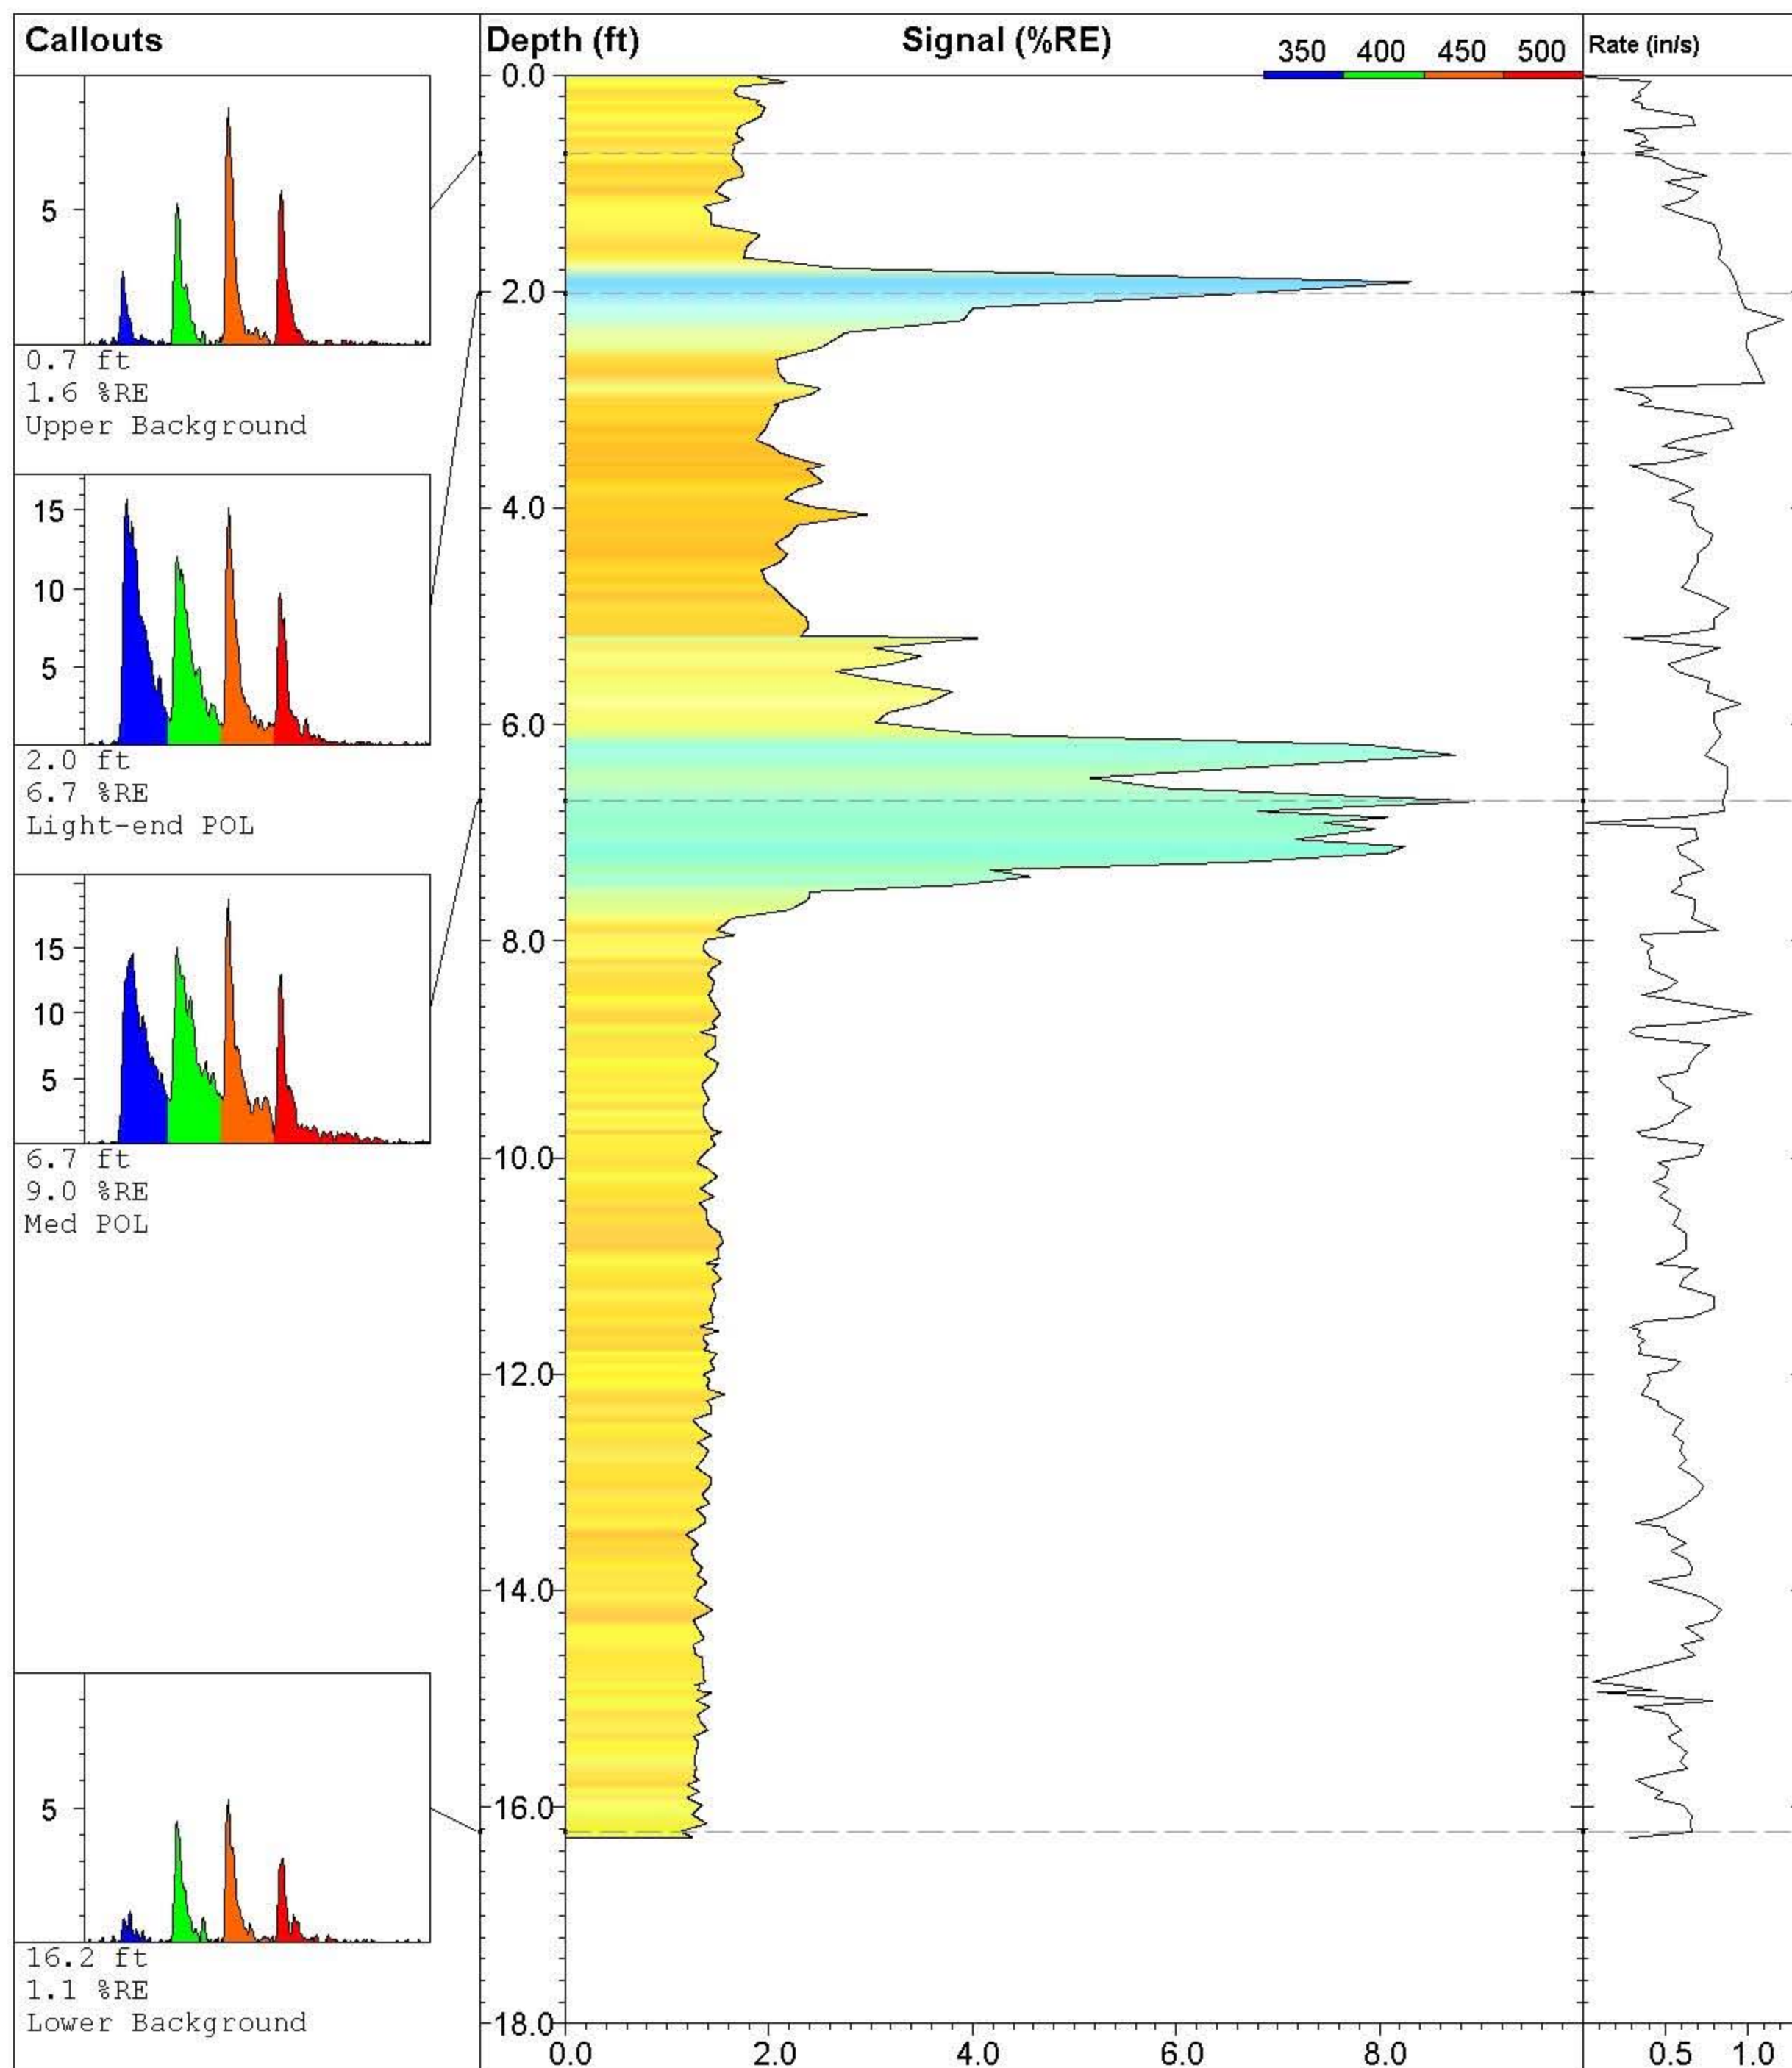 Callouts
5
0.7 ft
1.6 %RE
Upper Background
15
10
5
2.0 ft
6.7 %RE
Light-end POL
15
10
5
6.7 ft
9.0 %RE
Med POL
5
16.2 ft
1.1 %RE
Lower Background
Depth (ft) Signal (%RE)
350 400 450 500
Rate (in/s)
0.0
2.0
4.0
6.0
8.0
10.0
12.0
14.0
16.0
18.0
0.0 2.0 4.0 6.0 8.0
0.5 1.0